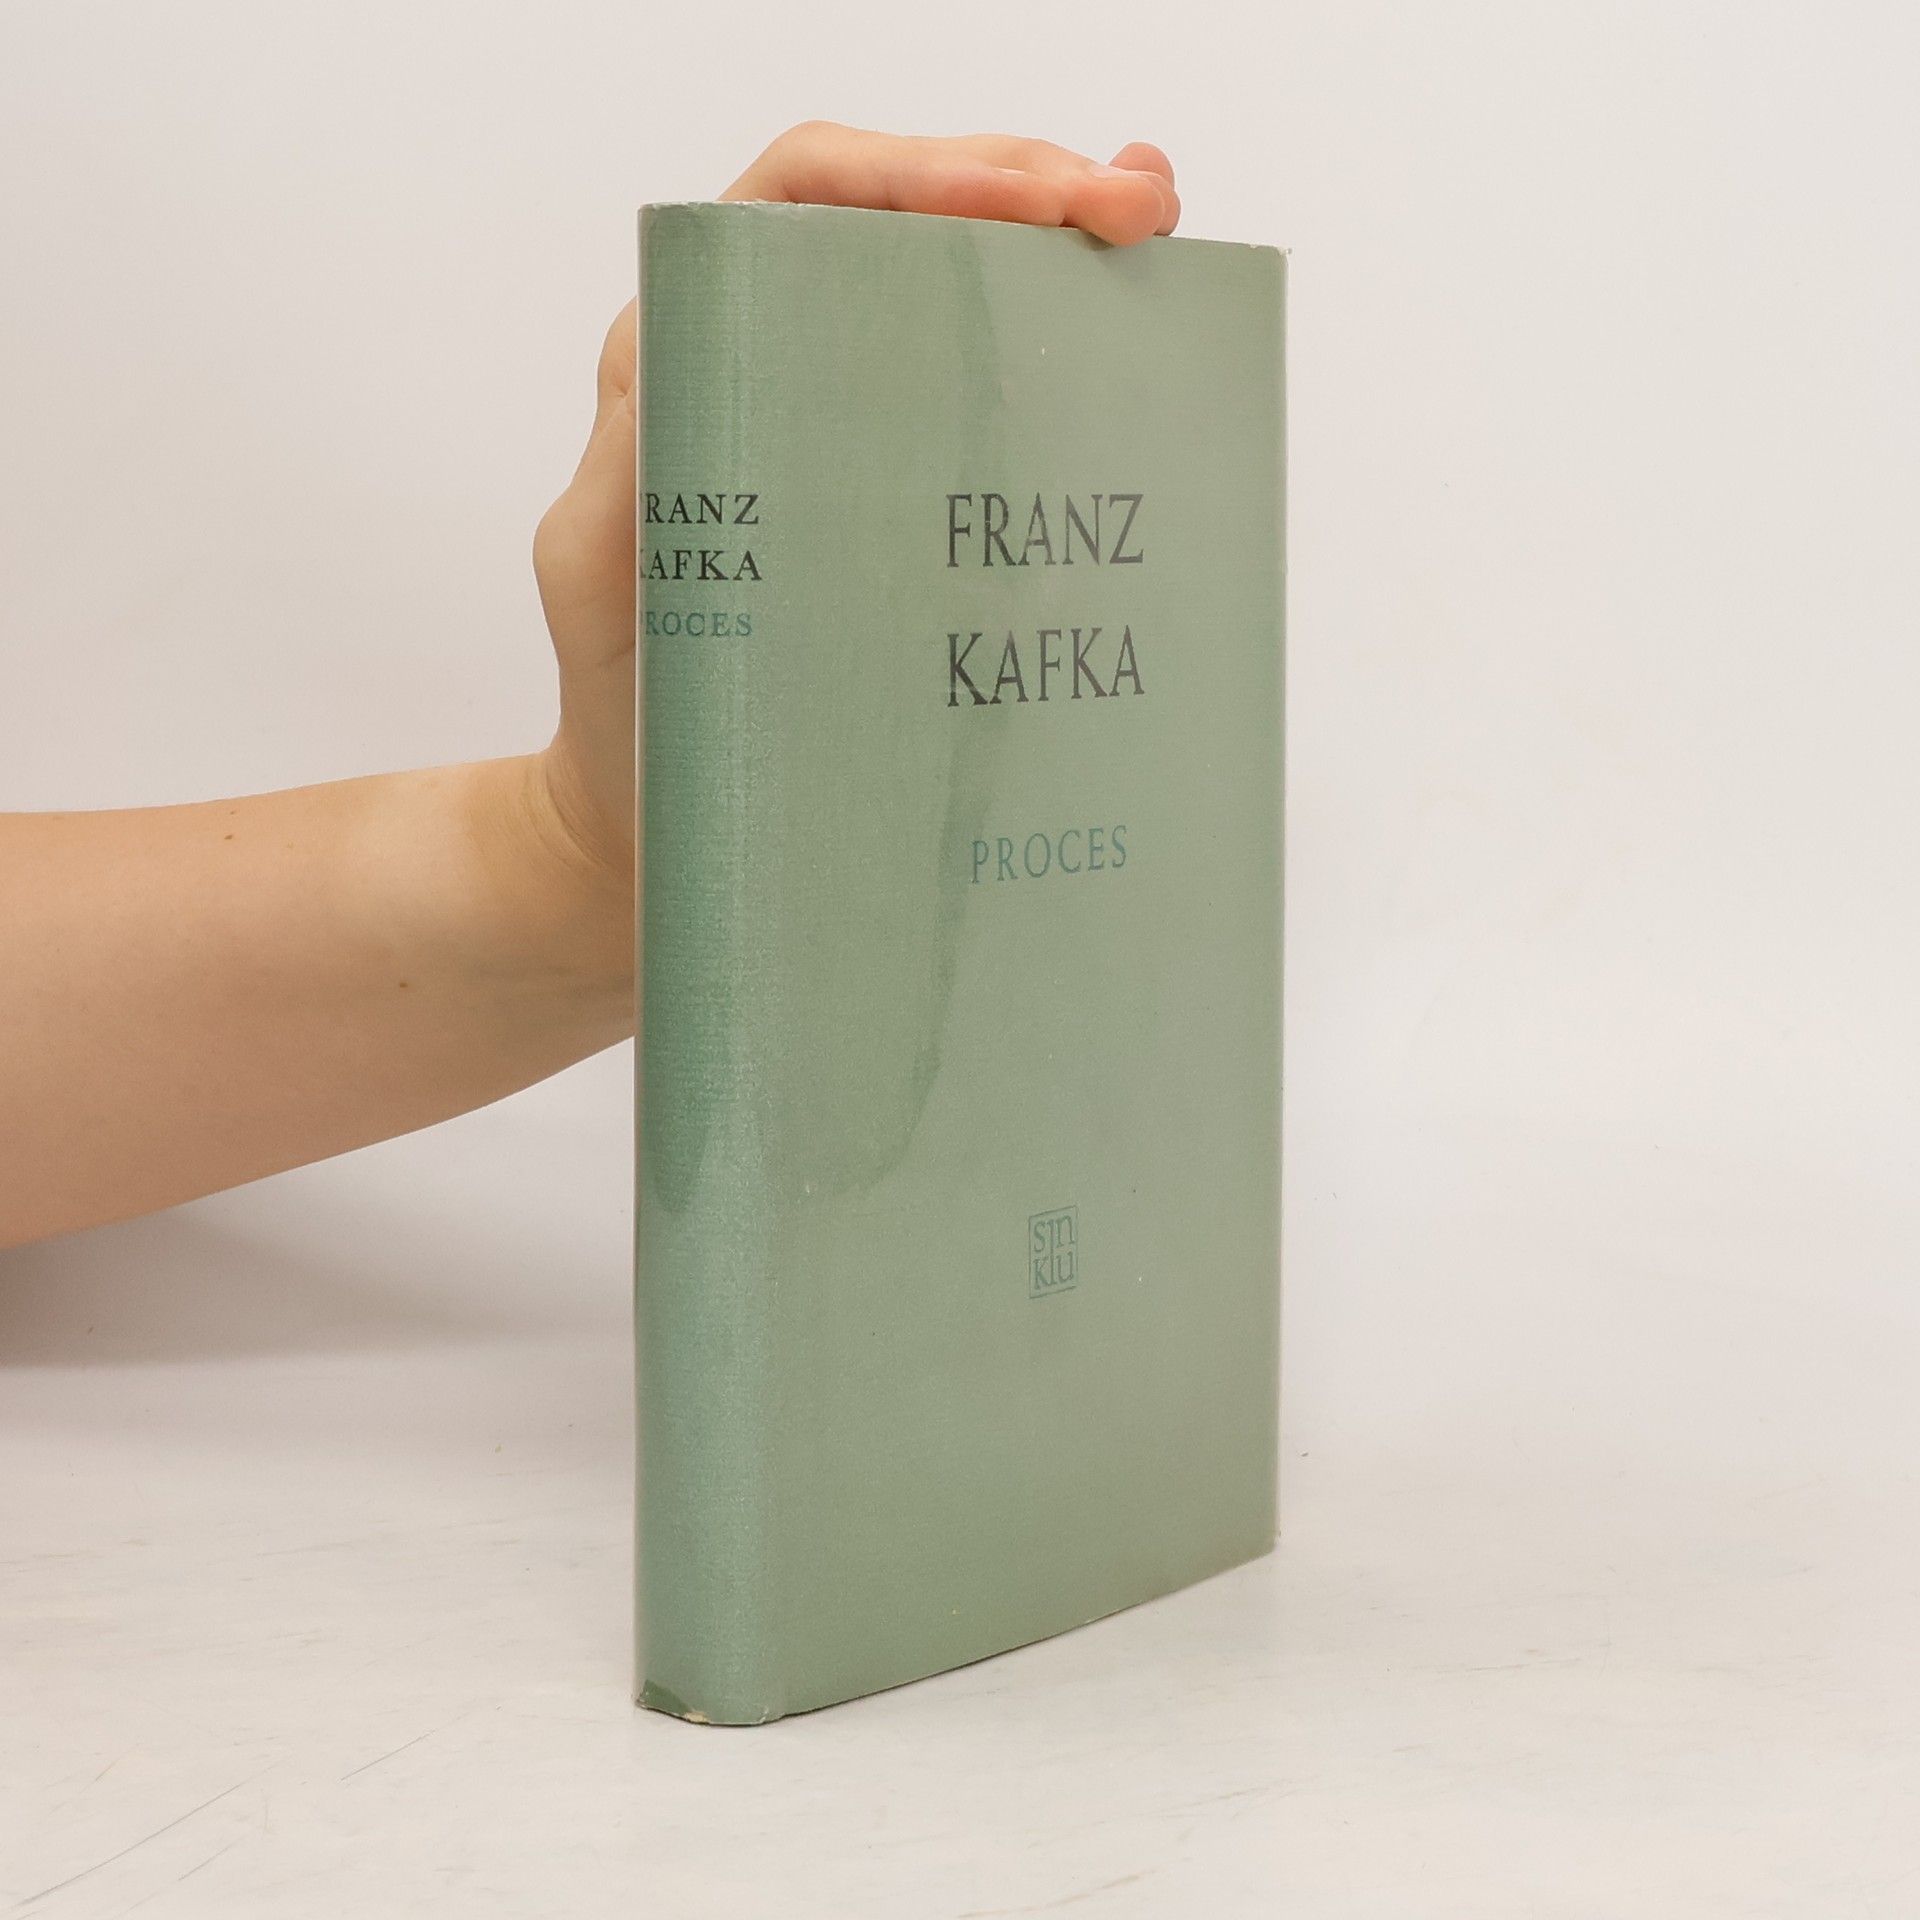 FRANZ
KAFKA
PROCES
FRANZ
KAFKA
PROCES
sn
klu